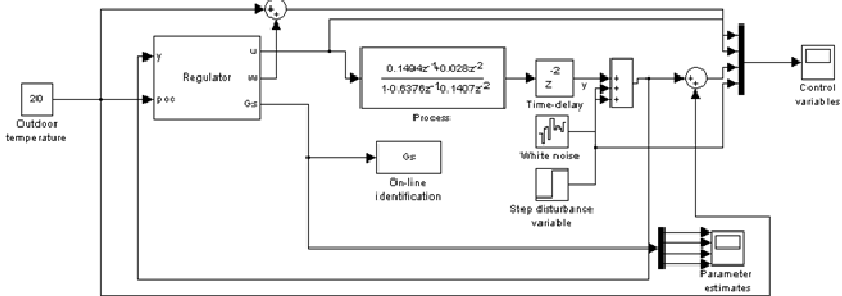 20
Outdoor
temperature
y
poc
Regulator
u
w
Gs
0.1494z-1+0.028z-2
1-0.6376z-1-0.1407z-2
Process
z-2
Time-delay
y
+
+
+
White noise
Step disturbance
variable
Gs
On-line
identification
Control
variables
Parameter
estimates